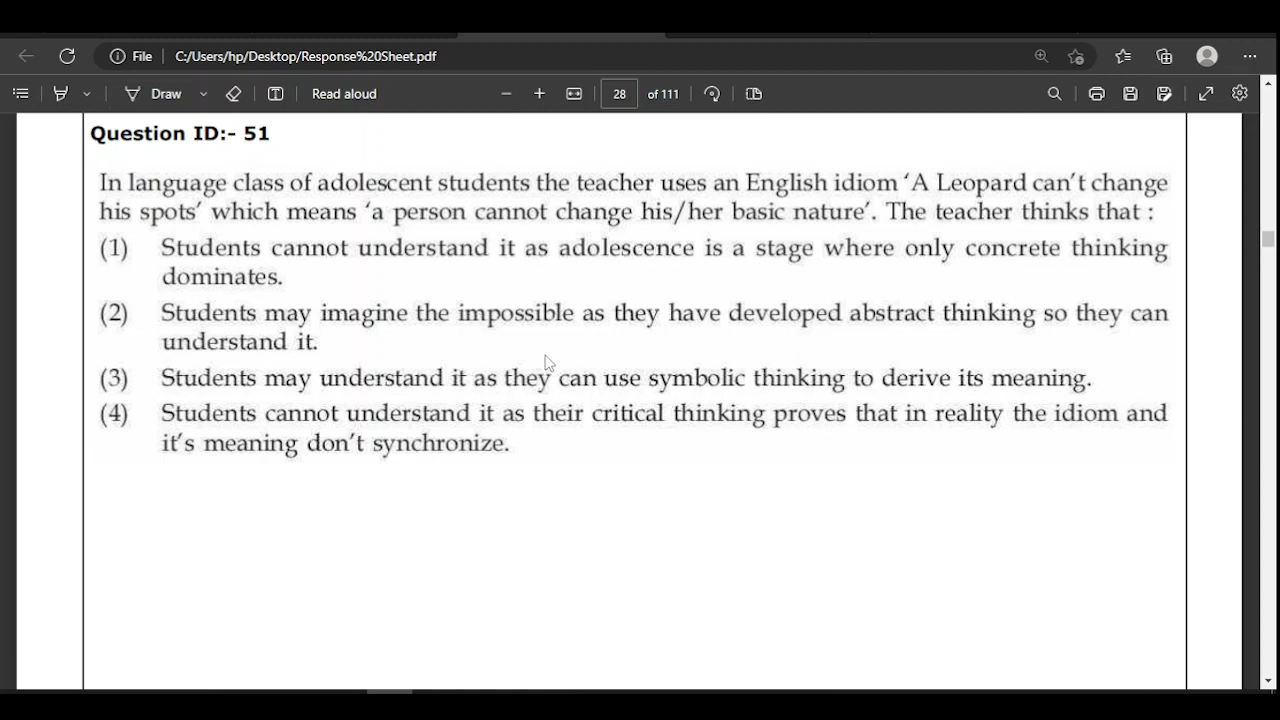 File
C:/Users/hp/Desktop/Response%20Sheet.pdf
Draw
Read aloud
28 of 111
Question ID:- 51
In language class of adolescent students the teacher uses an English idiom ‘A Leopard can’t change
his spots’ which means ‘a person cannot change his/her basic nature’. The teacher thinks that :
(1) Students cannot understand it as adolescence is a stage where only concrete thinking
dominates.
(2) Students may imagine the impossible as they have developed abstract thinking so they can
understand it.
(3) Students may understand it as they can use symbolic thinking to derive its meaning.
(4) Students cannot understand it as their critical thinking proves that in reality the idiom and
it’s meaning don’t synchronize.